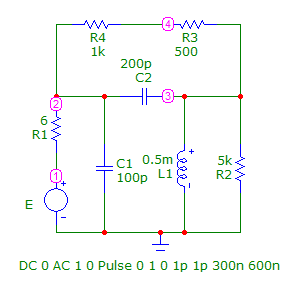 4
R4
R3
1k
500
200p
C2
2
3
6
R1
0.5m
L1
C1
100p
5k
R2
1
+
E
-
+
-
DC 0 AC 1 0 Pulse 0 1 0 1p 1p 300n 600n